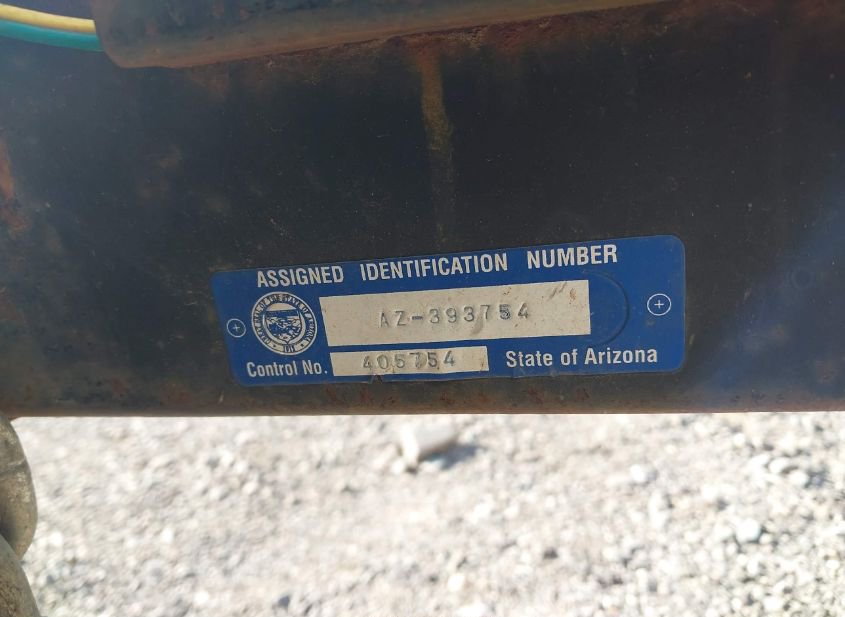 ASSIGNED IDENTIFICATION NUMBER
AZ-393754
Control No. 405754 State of Arizona